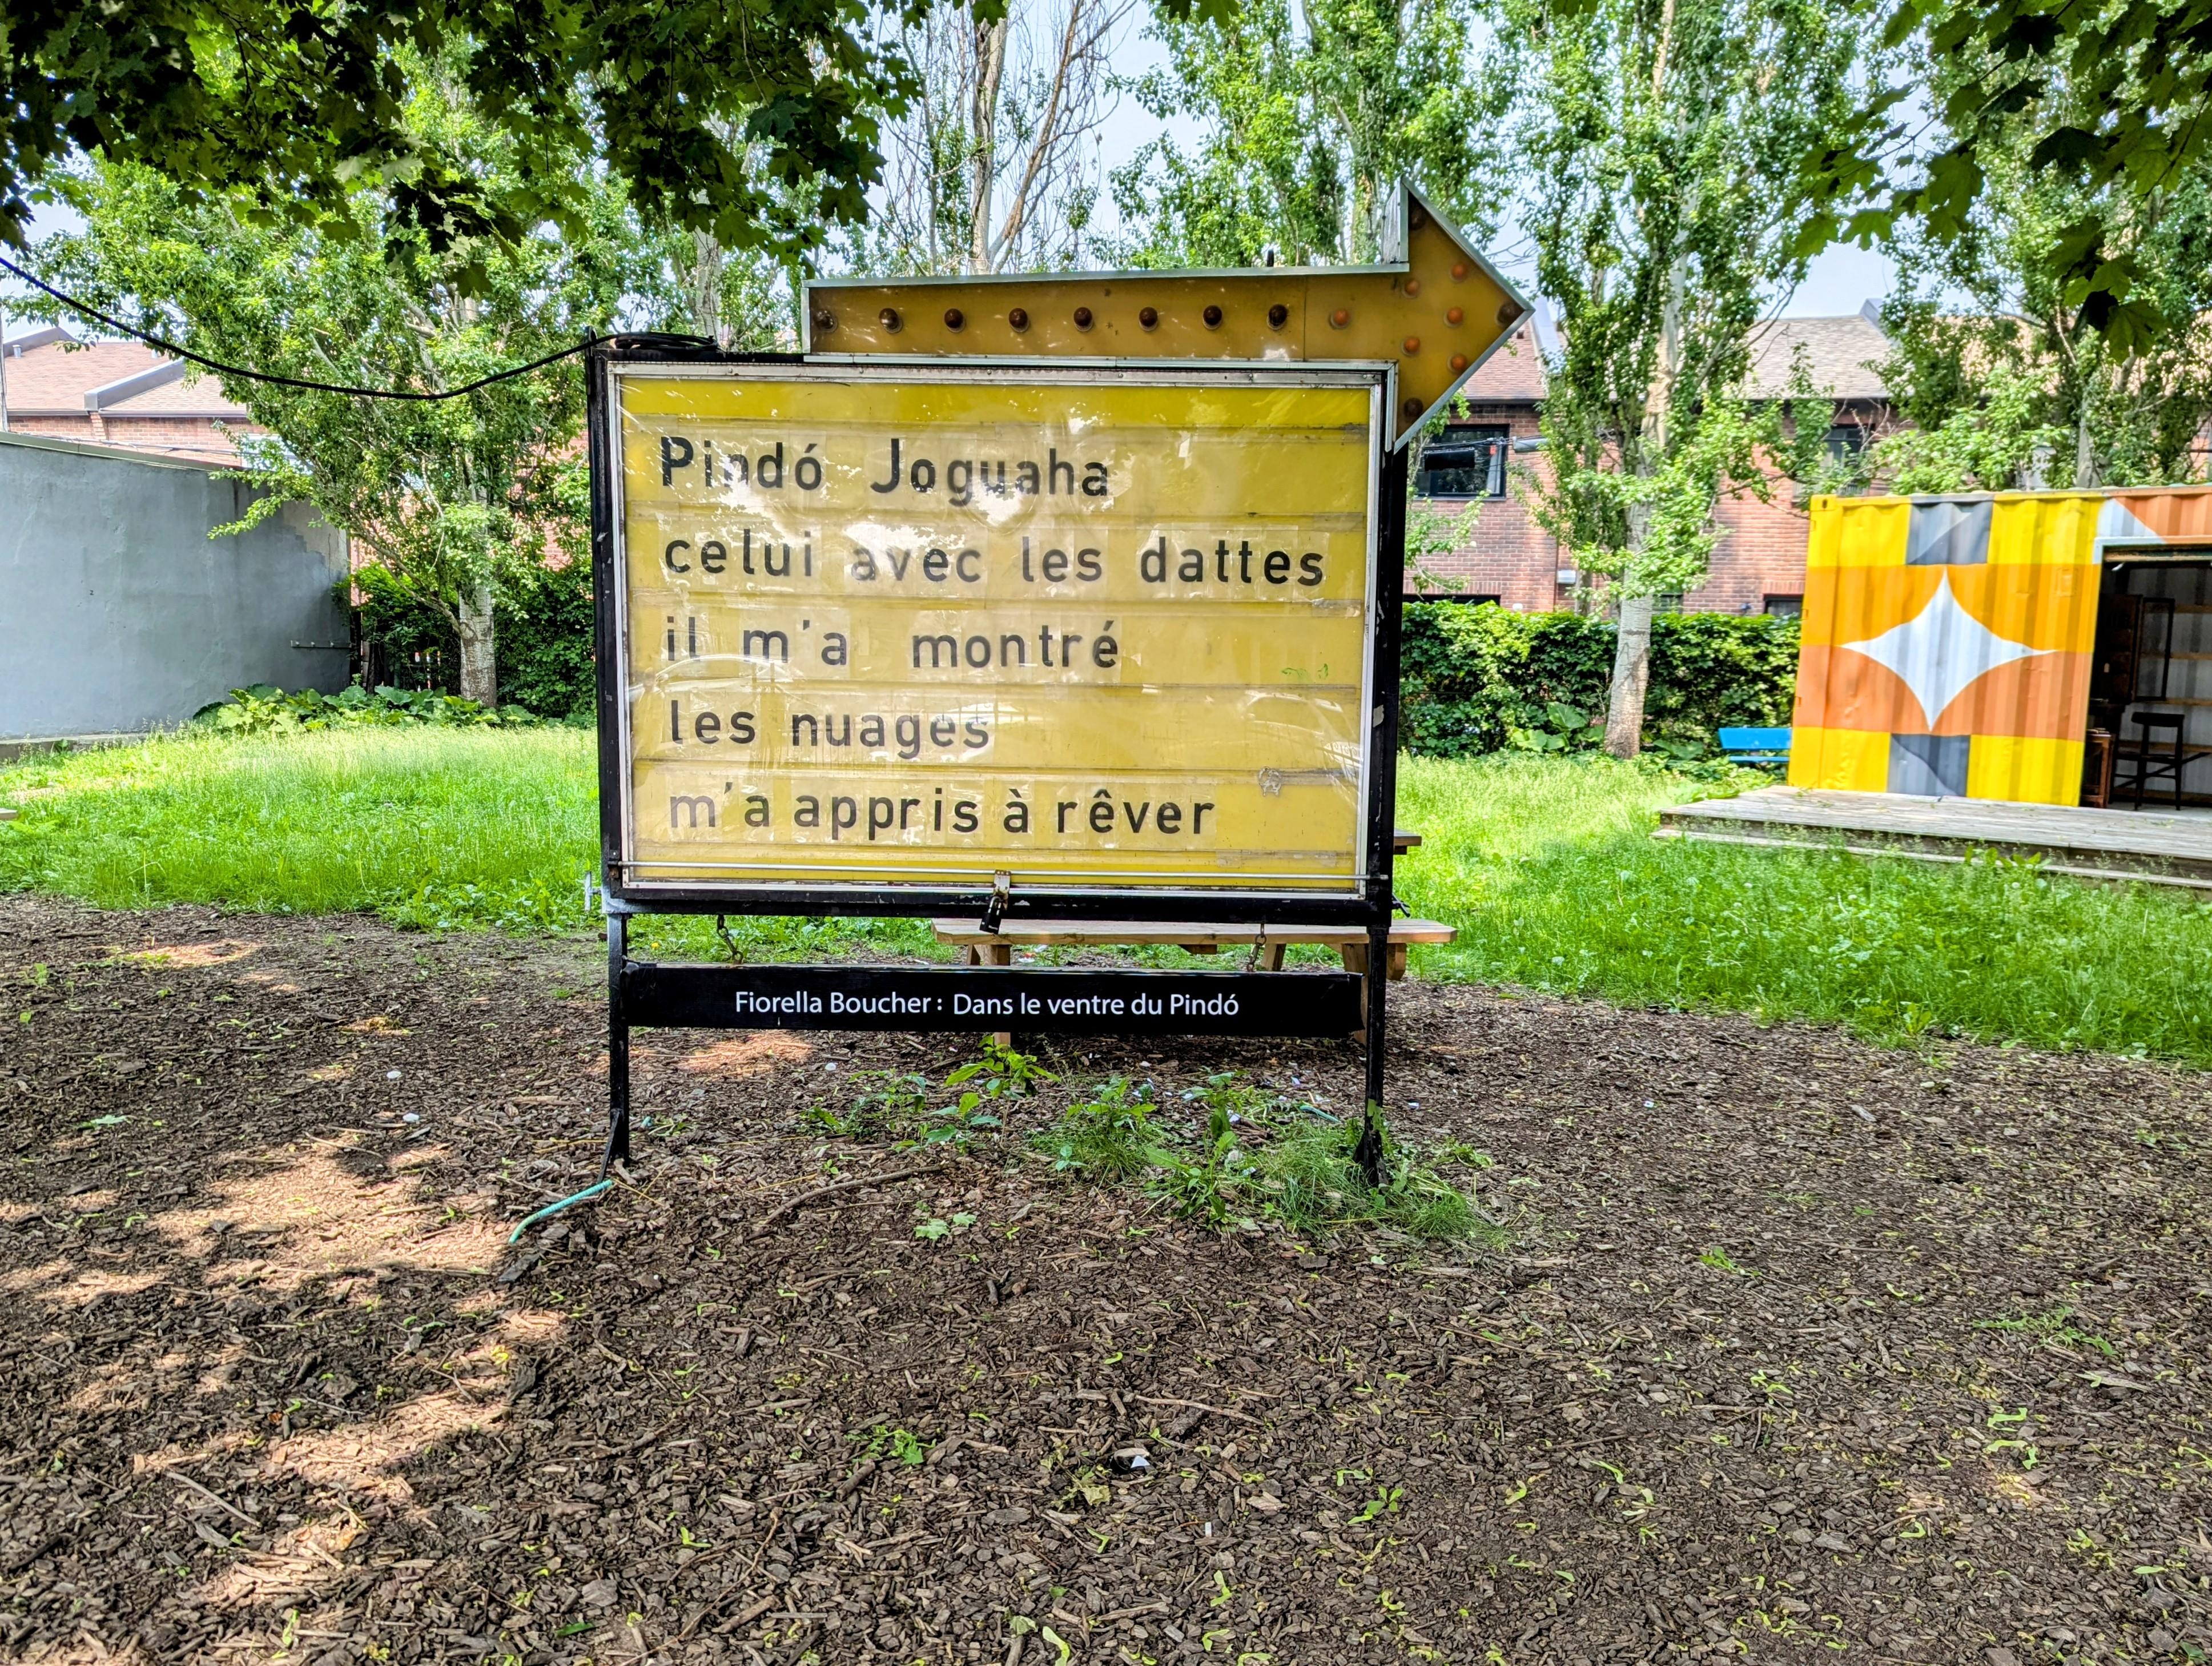 Pindó Joguaha
celui avec les dattes
il m'a montré
les nuages
m'a appris à rêver
Fiorella Boucher : Dans le ventre du Pindó